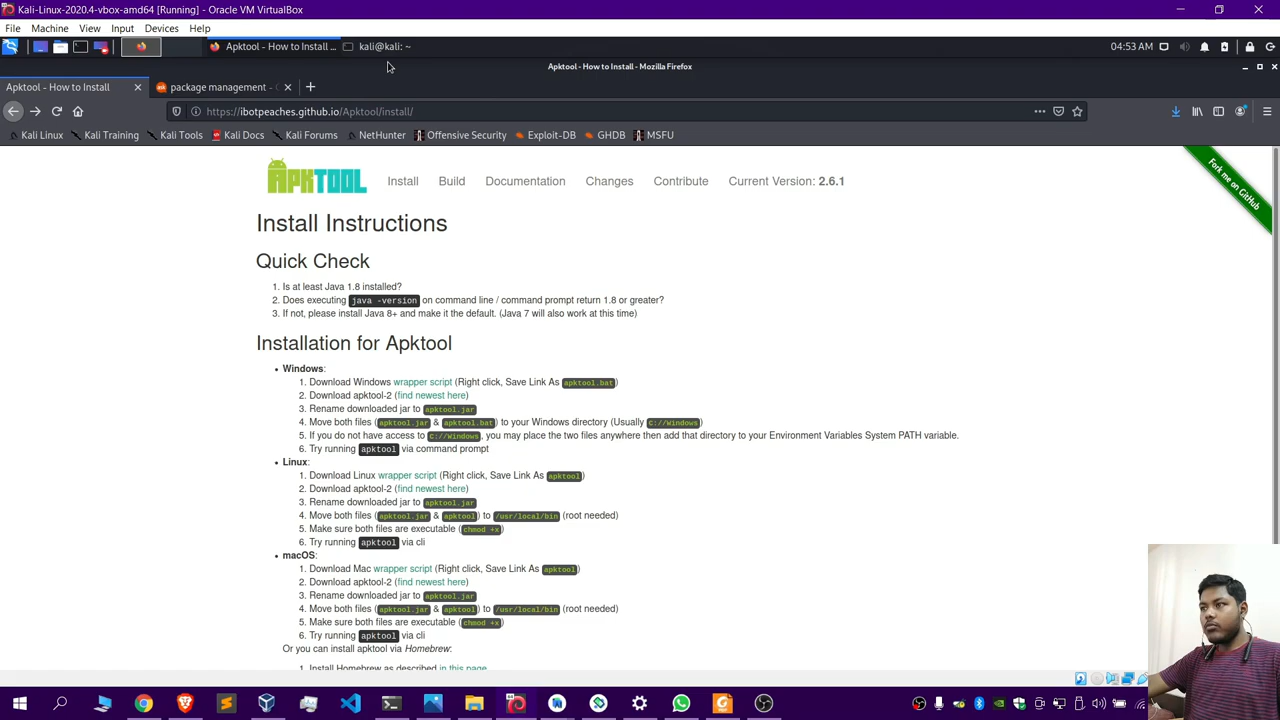 Kali-Linux-2020.4-vbox-amd64 [Running] - Oracle VM VirtualBox
File Machine View Input Devices Help
Apktool - How to Install ... kali@kali: ~ 04:53 AM
Apktool - How to Install - Mozilla Firefox
Apktool - How to Install package management -
https://ibotpeaches.github.io/Apktool/install/
Kali Linux Kali Training Kali Tools Kali Docs Kali Forums NetHunter Offensive Security Exploit-DB GHDB MSFU
APKTOOL Install Build Documentation Changes Contribute Current Version: 2.6.1
Fork me on GitHub
Install Instructions
Quick Check
1. Is at least Java 1.8 installed?
2. Does executing java -version on command line / command prompt return 1.8 or greater?
3. If not, please install Java 8+ and make it the default. (Java 7 will also work at this time)
Installation for Apktool
• Windows:
1. Download Windows wrapper script (Right click, Save Link As apktool.bat)
2. Download apktool-2 (find newest here)
3. Rename downloaded jar to apktool.jar
4. Move both files (apktool.jar & apktool.bat) to your Windows directory (Usually C://Windows)
5. If you do not have access to C://Windows, you may place the two files anywhere then add that directory to your Environment Variables System PATH variable.
6. Try running apktool via command prompt
• Linux:
1. Download Linux wrapper script (Right click, Save Link As apktool)
2. Download apktool-2 (find newest here)
3. Rename downloaded jar to apktool.jar
4. Move both files (apktool.jar & apktool) to /usr/local/bin (root needed)
5. Make sure both files are executable (chmod +x)
6. Try running apktool via cli
• macOS:
1. Download Mac wrapper script (Right click, Save Link As apktool)
2. Download apktool-2 (find newest here)
3. Rename downloaded jar to apktool.jar
4. Move both files (apktool.jar & apktool) to /usr/local/bin (root needed)
5. Make sure both files are executable (chmod +x)
6. Try running apktool via cli
Or you can install apktool via Homebrew:
1. Install Homebrew as described in this page